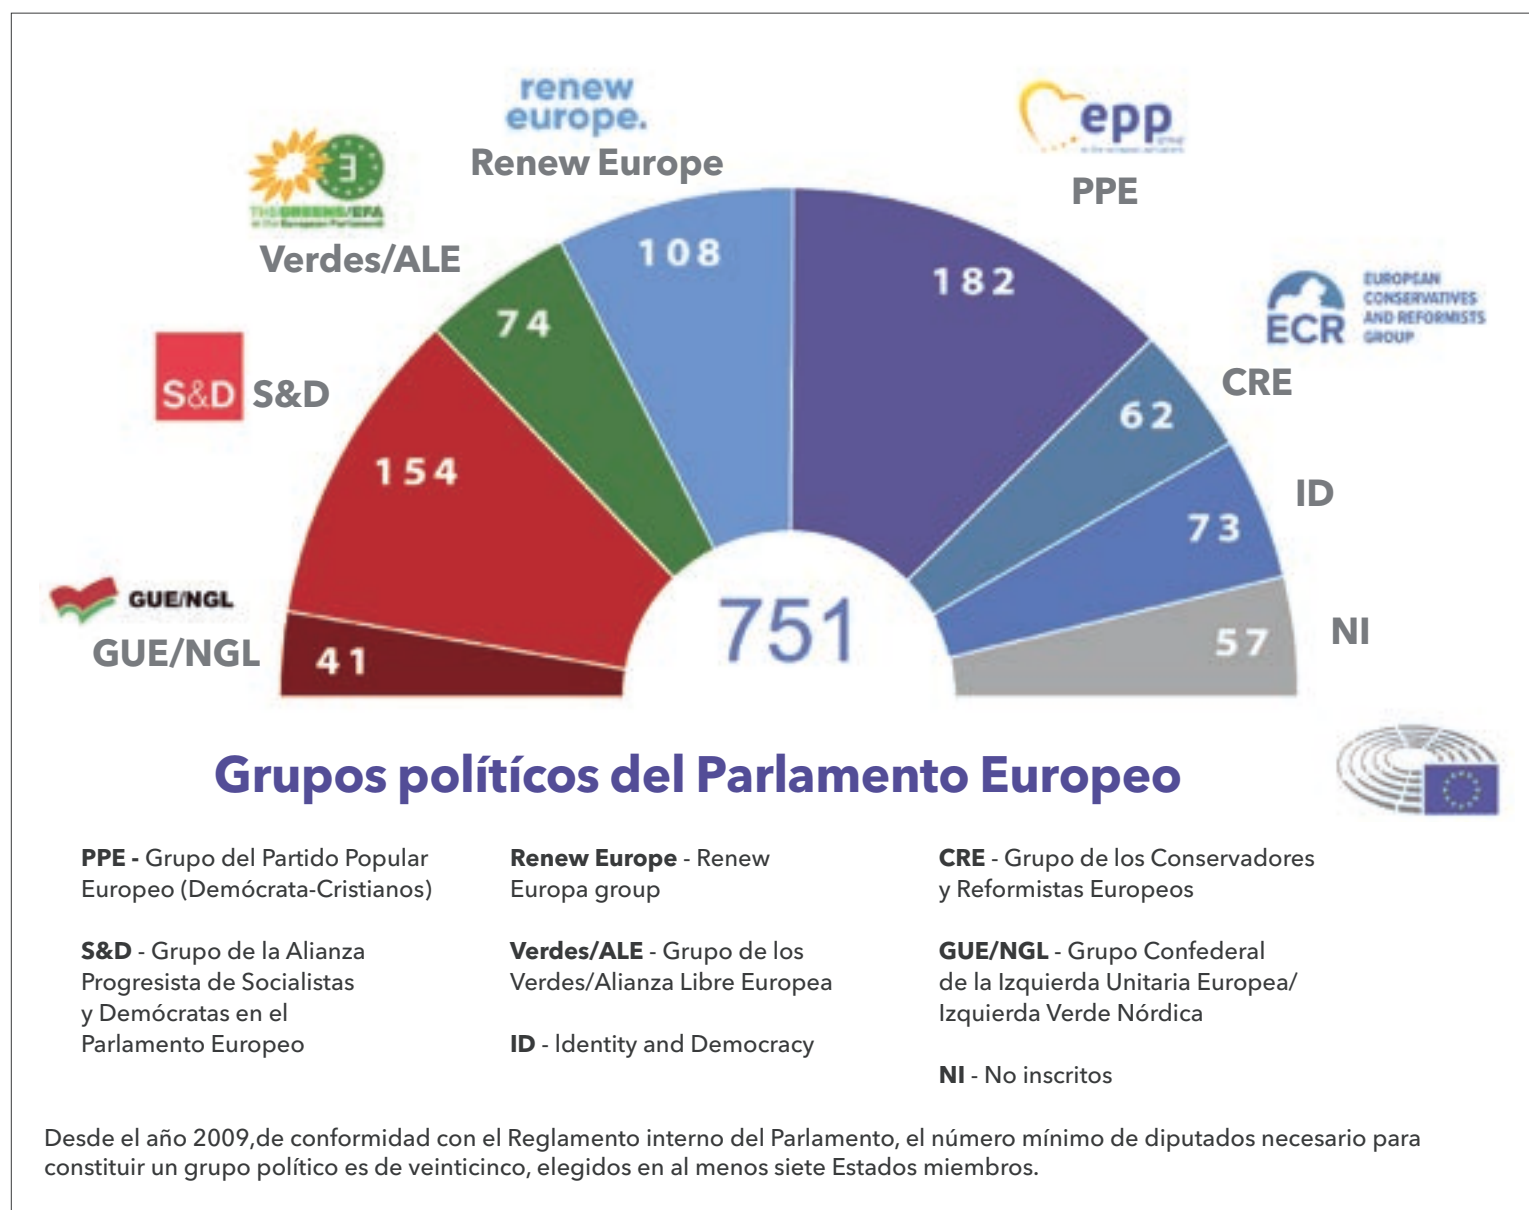 renew
europe.
Renew Europe
epp
PPE
THE GREENS/EFA
in the European Parliament
Verdes/ALE
108
182
EUROPEAN
CONSERVATIVES
AND REFORMISTS
GROUP
ECR
CRE
74
S&D S&D
62
154
ID
73
GUE/NGL
GUE/NGL
41
751
57
NI
Grupos polítícos del Parlamento Europeo
PPE - Grupo del Partido Popular
Europeo (Demócrata-Cristianos)
S&D - Grupo de la Alianza
Progresista de Socialistas
y Demócratas en el
Parlamento Europeo
Renew Europe - Renew
Europa group
Verdes/ALE - Grupo de los
Verdes/Alianza Libre Europea
ID - Identity and Democracy
CRE - Grupo de los Conservadores
y Reformistas Europeos
GUE/NGL - Grupo Confederal
de la Izquierda Unitaria Europea/
Izquierda Verde Nórdica
NI - No inscritos
Desde el año 2009,de conformidad con el Reglamento interno del Parlamento, el número mínimo de diputados necesario para
constituir un grupo político es de veinticinco, elegidos en al menos siete Estados miembros.